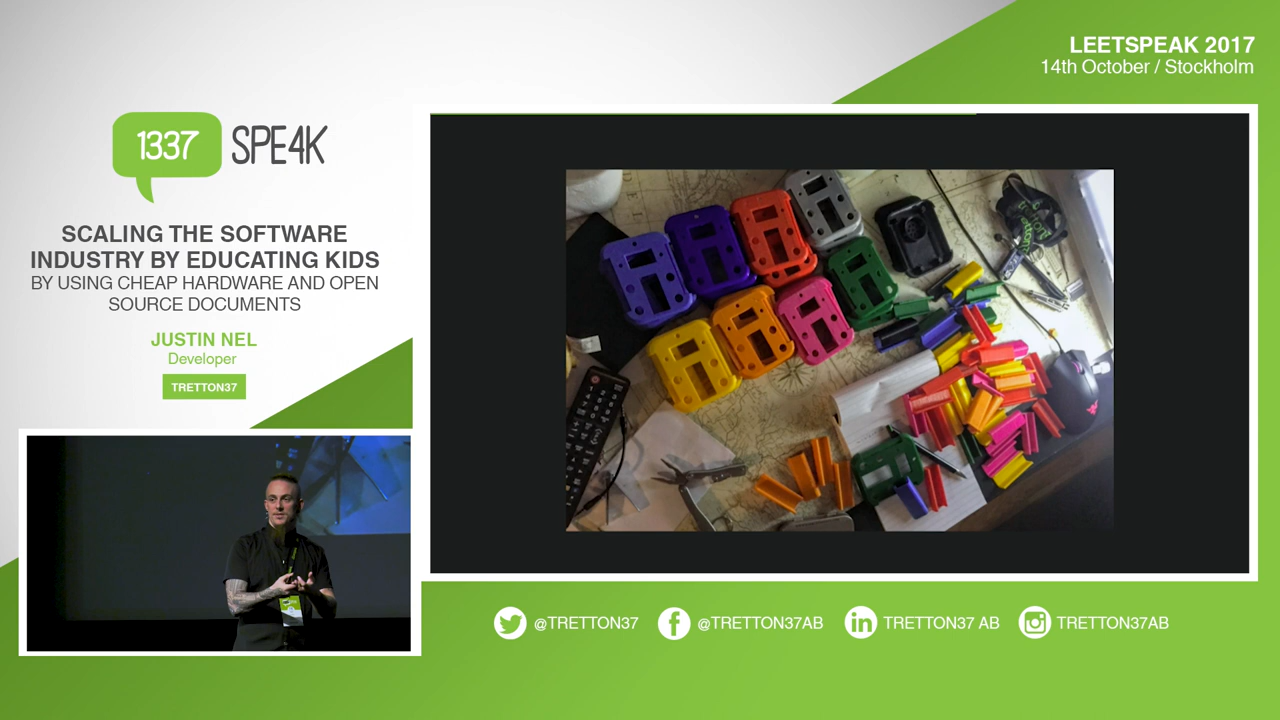 LEETSPEAK 2017
14th October / Stockholm
1337 SPE4K
SCALING THE SOFTWARE
INDUSTRY BY EDUCATING KIDS
BY USING CHEAP HARDWARE AND OPEN
SOURCE DOCUMENTS
JUSTIN NEL
Developer
TRETTON37
@TRETTON37
@TRETTON37AB
TRETTON37 AB
TRETTON37AB